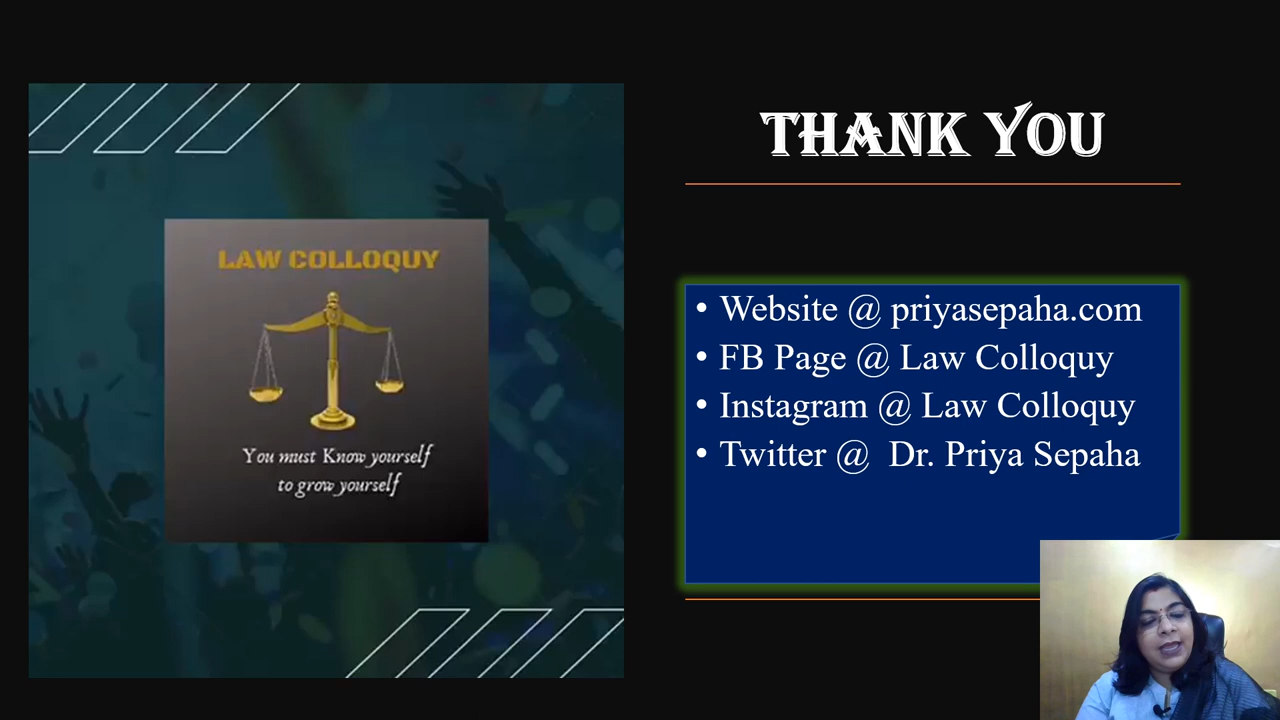 LAW COLLOQUY
You must Know yourself
to grow yourself
THANK YOU
• Website @ priyasepaha.com
• FB Page @ Law Colloquy
• Instagram @ Law Colloquy
• Twitter @ Dr. Priya Sepaha